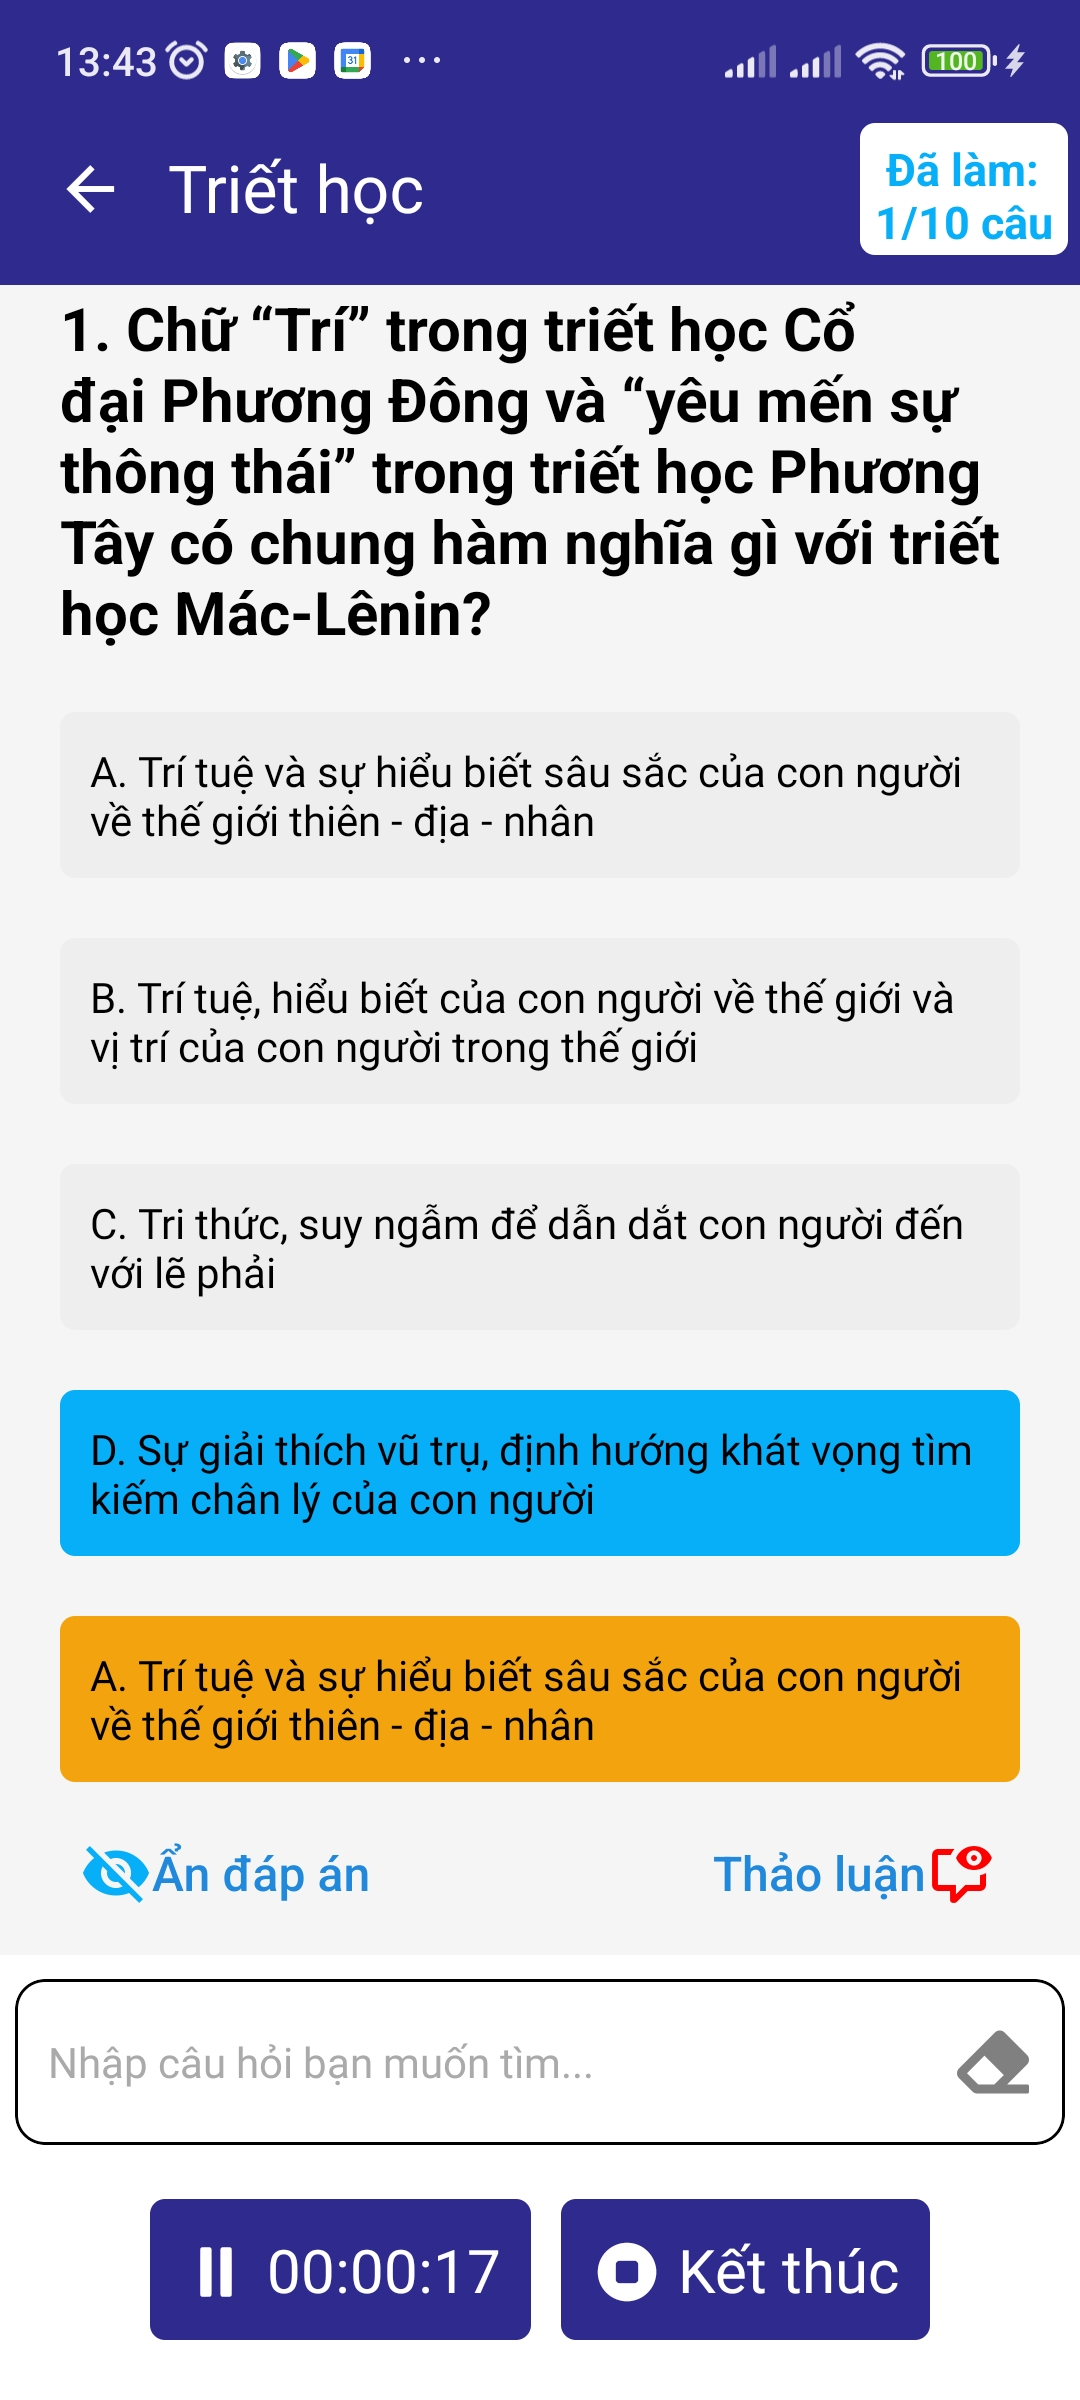 13:43
31
100
Triết học
Đã làm:
1/10 câu
1. Chữ “Trí” trong triết học Cổ
đại Phương Đông và “yêu mến sự
thông thái” trong triết học Phương
Tây có chung hàm nghĩa gì với triết
học Mác-Lênin?
A. Trí tuệ và sự hiểu biết sâu sắc của con người
về thế giới thiên - địa - nhân
B. Trí tuệ, hiểu biết của con người về thế giới và
vị trí của con người trong thế giới
C. Tri thức, suy ngẫm để dẫn dắt con người đến
với lẽ phải
D. Sự giải thích vũ trụ, định hướng khát vọng tìm
kiếm chân lý của con người
A. Trí tuệ và sự hiểu biết sâu sắc của con người
về thế giới thiên - địa - nhân
Ẩn đáp án
Thảo luận
Nhập câu hỏi bạn muốn tìm...
00:00:17
Kết thúc